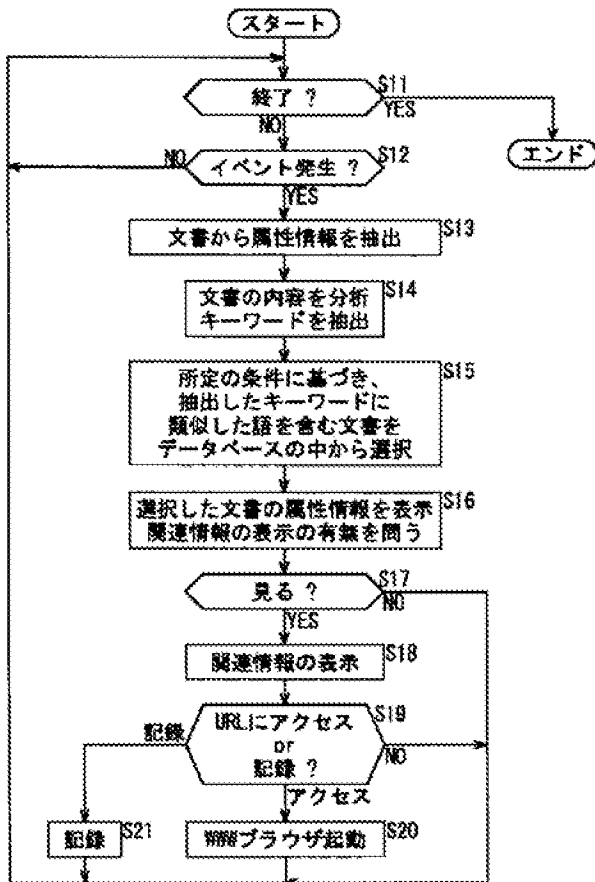 スタート
S11
終了 ?
YES
NO
エンド
S12
NO
イベント発生 ?
YES
S13
文書から属性情報を抽出
S14
文書の内容を分析
キーワードを抽出
S15
所定の条件に基づき、
抽出したキーワードに
類似した語を含む文書を
データベースの中から選択
S16
選択した文書の属性情報を表示
関連情報の表示の有無を問う
S17
見る ?
NO
YES
S18
関連情報の表示
S19
記録
URLにアクセス
or
記録 ?
NO
アクセス
S21
記録
S20
WWWブラウザ起動